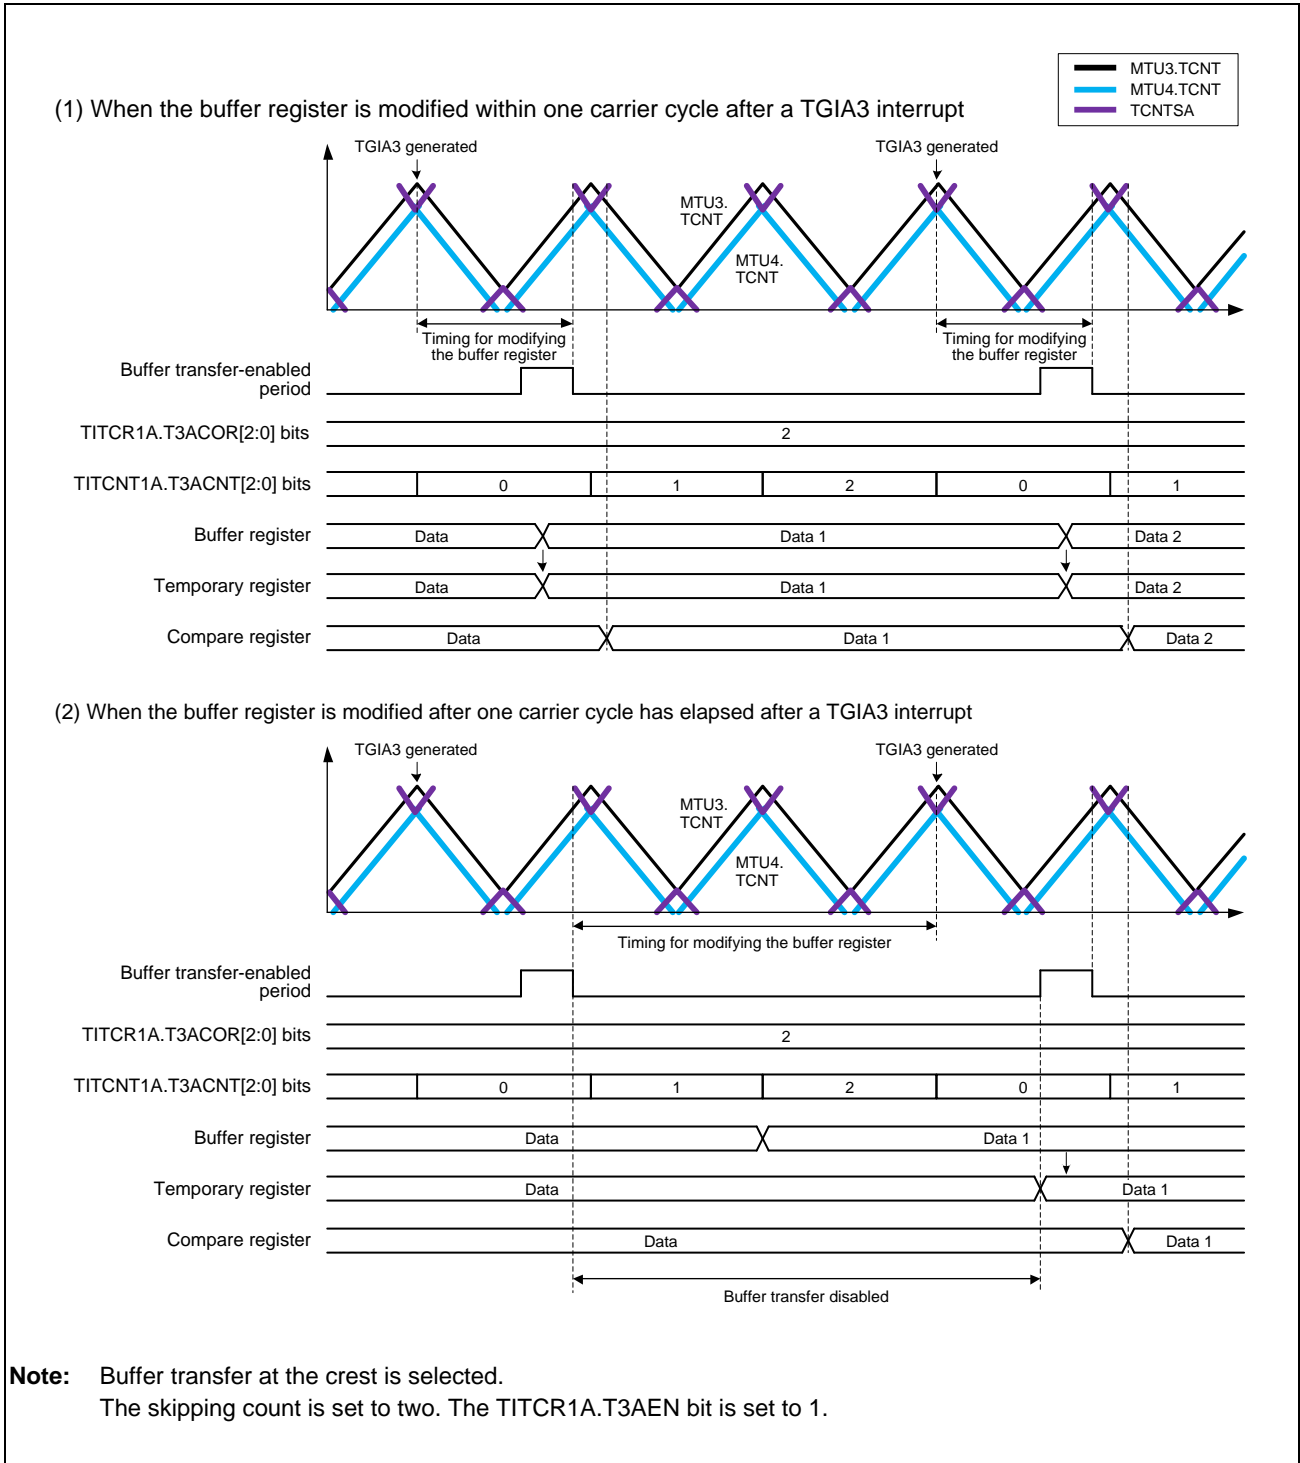 MTU3.TCNT
MTU4.TCNT
TCNTSA
(1) When the buffer register is modified within one carrier cycle after a TGIA3 interrupt
TGIA3 generated
TGIA3 generated
MTU3.
TCNT
MTU4.
TCNT
Timing for modifying
the buffer register
Timing for modifying
the buffer register
Buffer transfer-enabled
period
TITCR1A.T3ACOR[2:0] bits
2
TITCNT1A.T3ACNT[2:0] bits
0
1
2
0
1
Buffer register
Data
Data 1
Data 2
Temporary register
Data
Data 1
Data 2
Compare register
Data
Data 1
Data 2
(2) When the buffer register is modified after one carrier cycle has elapsed after a TGIA3 interrupt
TGIA3 generated
TGIA3 generated
MTU3.
TCNT
MTU4.
TCNT
Timing for modifying the buffer register
Buffer transfer-enabled
period
TITCR1A.T3ACOR[2:0] bits
2
TITCNT1A.T3ACNT[2:0] bits
0
1
2
0
1
Buffer register
Data
Data 1
Temporary register
Data
Data 1
Compare register
Data
Data 1
Buffer transfer disabled
Note: Buffer transfer at the crest is selected.
The skipping count is set to two. The TITCR1A.T3AEN bit is set to 1.